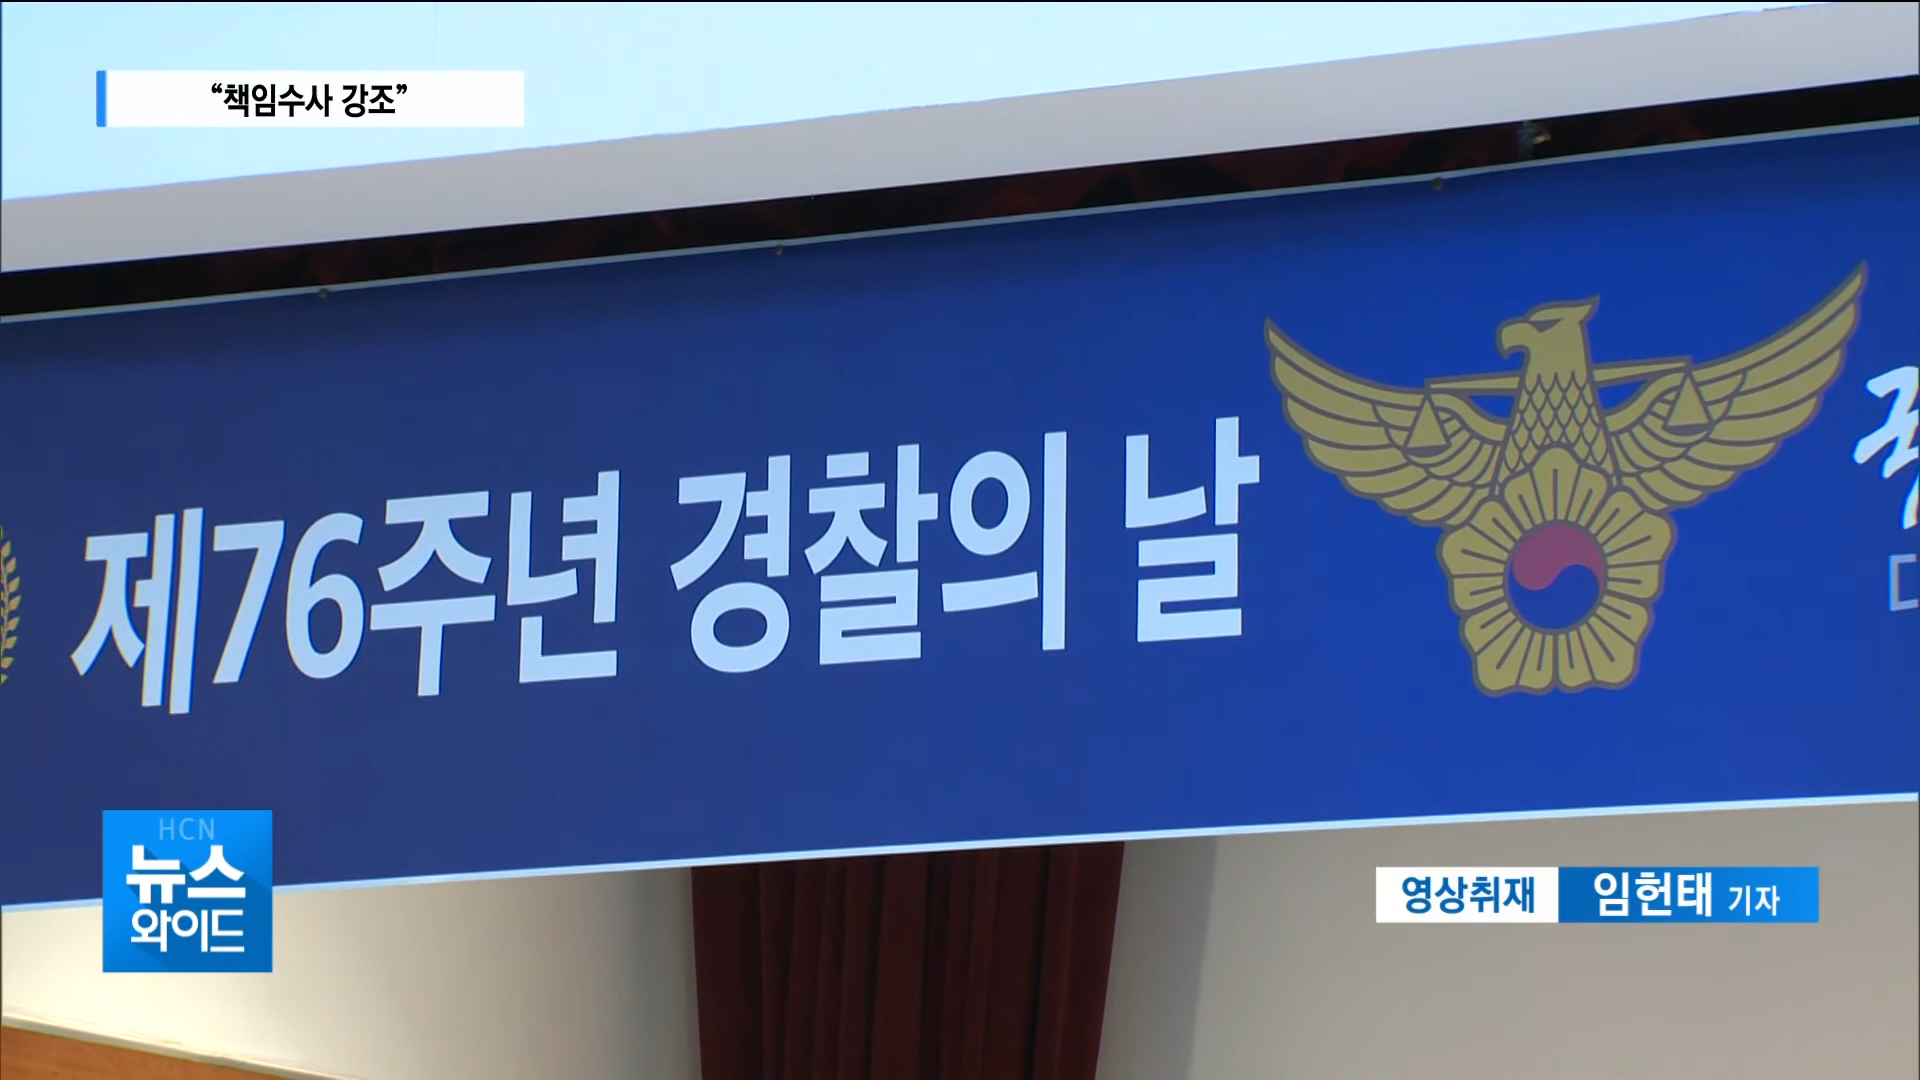 “책임수사 강조”
제76주년 경찰의 날
HCN
뉴스
와이드
영상취재 임헌태 기자